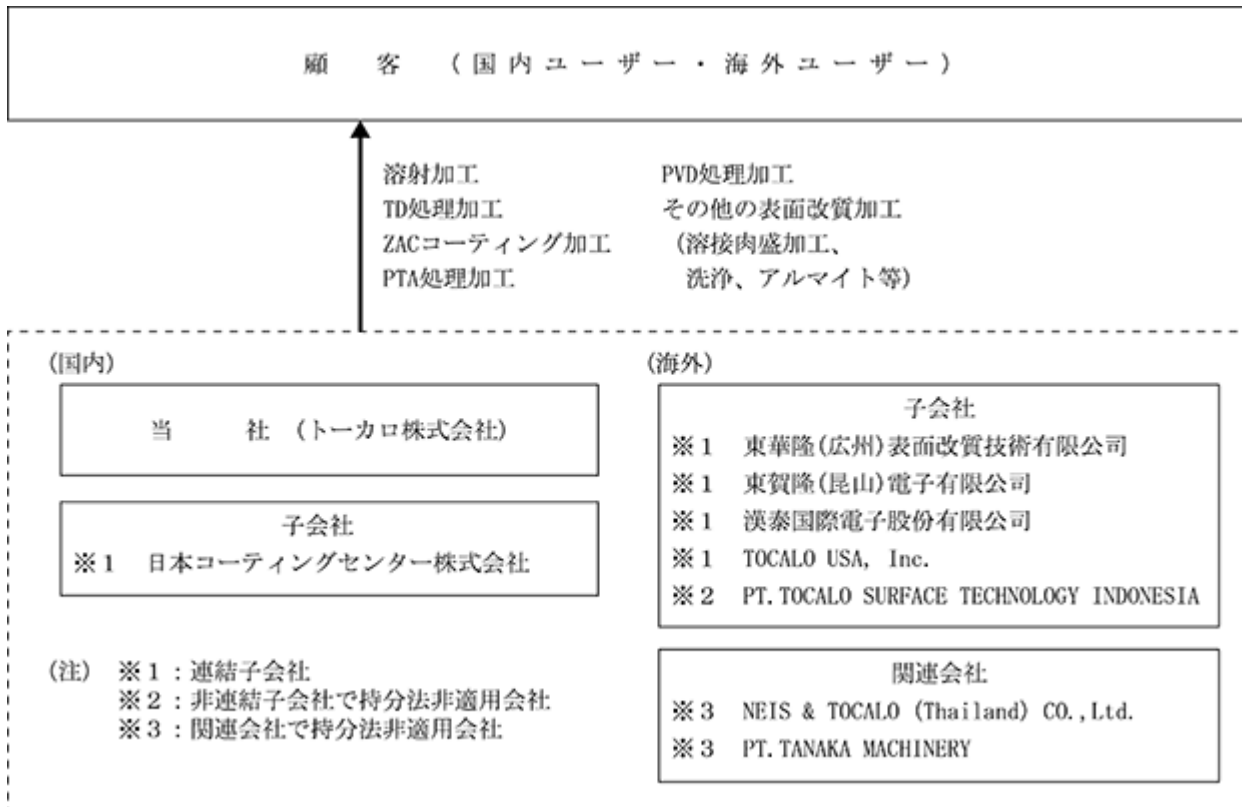 顧 客 (国内ユーザー・海外ユーザー)
溶射加工
TD処理加工
ZACコーティング加工
PTA処理加工
PVD処理加工
その他の表面改質加工
(溶接肉盛加工、
洗浄、アルマイト等)
(国内)
当 社 (トーカロ株式会社)
子会社
※1 日本コーティングセンター株式会社
(注) ※1:連結子会社
※2:非連結子会社で持分法非適用会社
※3:関連会社で持分法非適用会社
(海外)
子会社
※1 東華隆(広州)表面改質技術有限公司
※1 東賀隆(昆山)電子有限公司
※1 漢泰国際電子股份有限公司
※1 TOCALO USA, Inc.
※2 PT.TOCALO SURFACE TECHNOLOGY INDONESIA
関連会社
※3 NEIS & TOCALO (Thailand) CO.,Ltd.
※3 PT.TANAKA MACHINERY